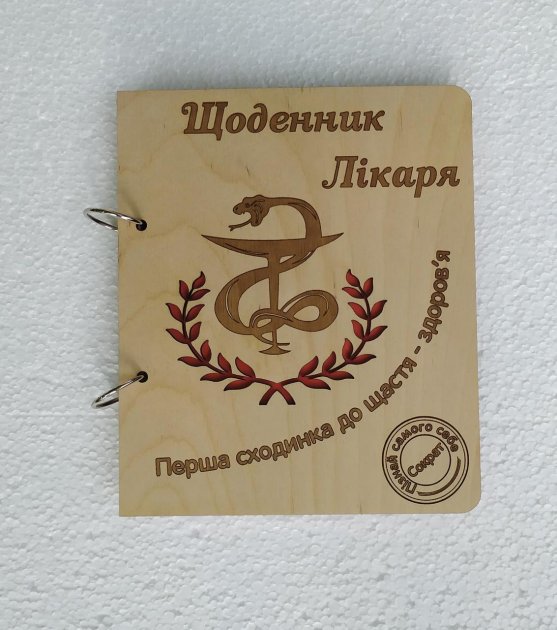 Щоденник
Лікаря
Перша сходинка до щастя - здоров'я
Пізнай самого себе
Сократ